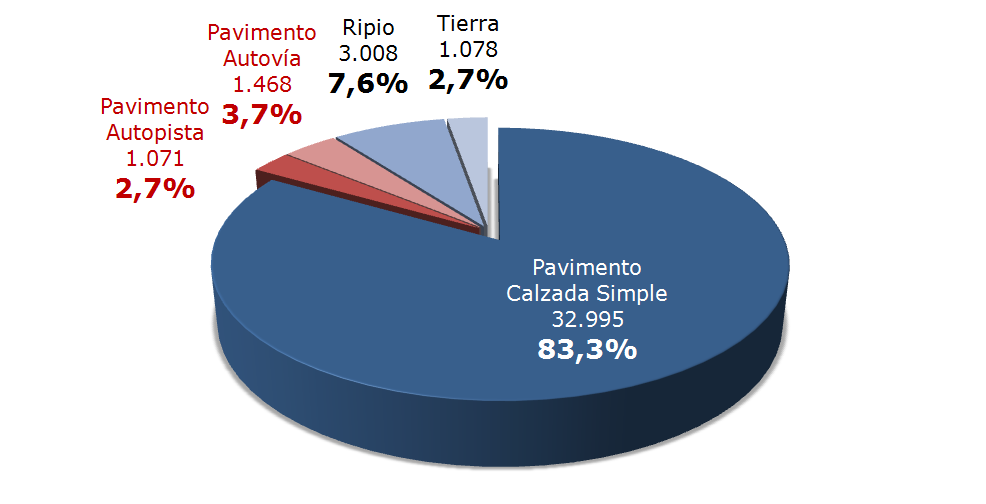 Pavimento
Autopista
1.071
2,7%
Pavimento
Autovía
1.468
3,7%
Ripio
3.008
7,6%
Tierra
1.078
2,7%
Pavimento
Calzada Simple
32.995
83,3%